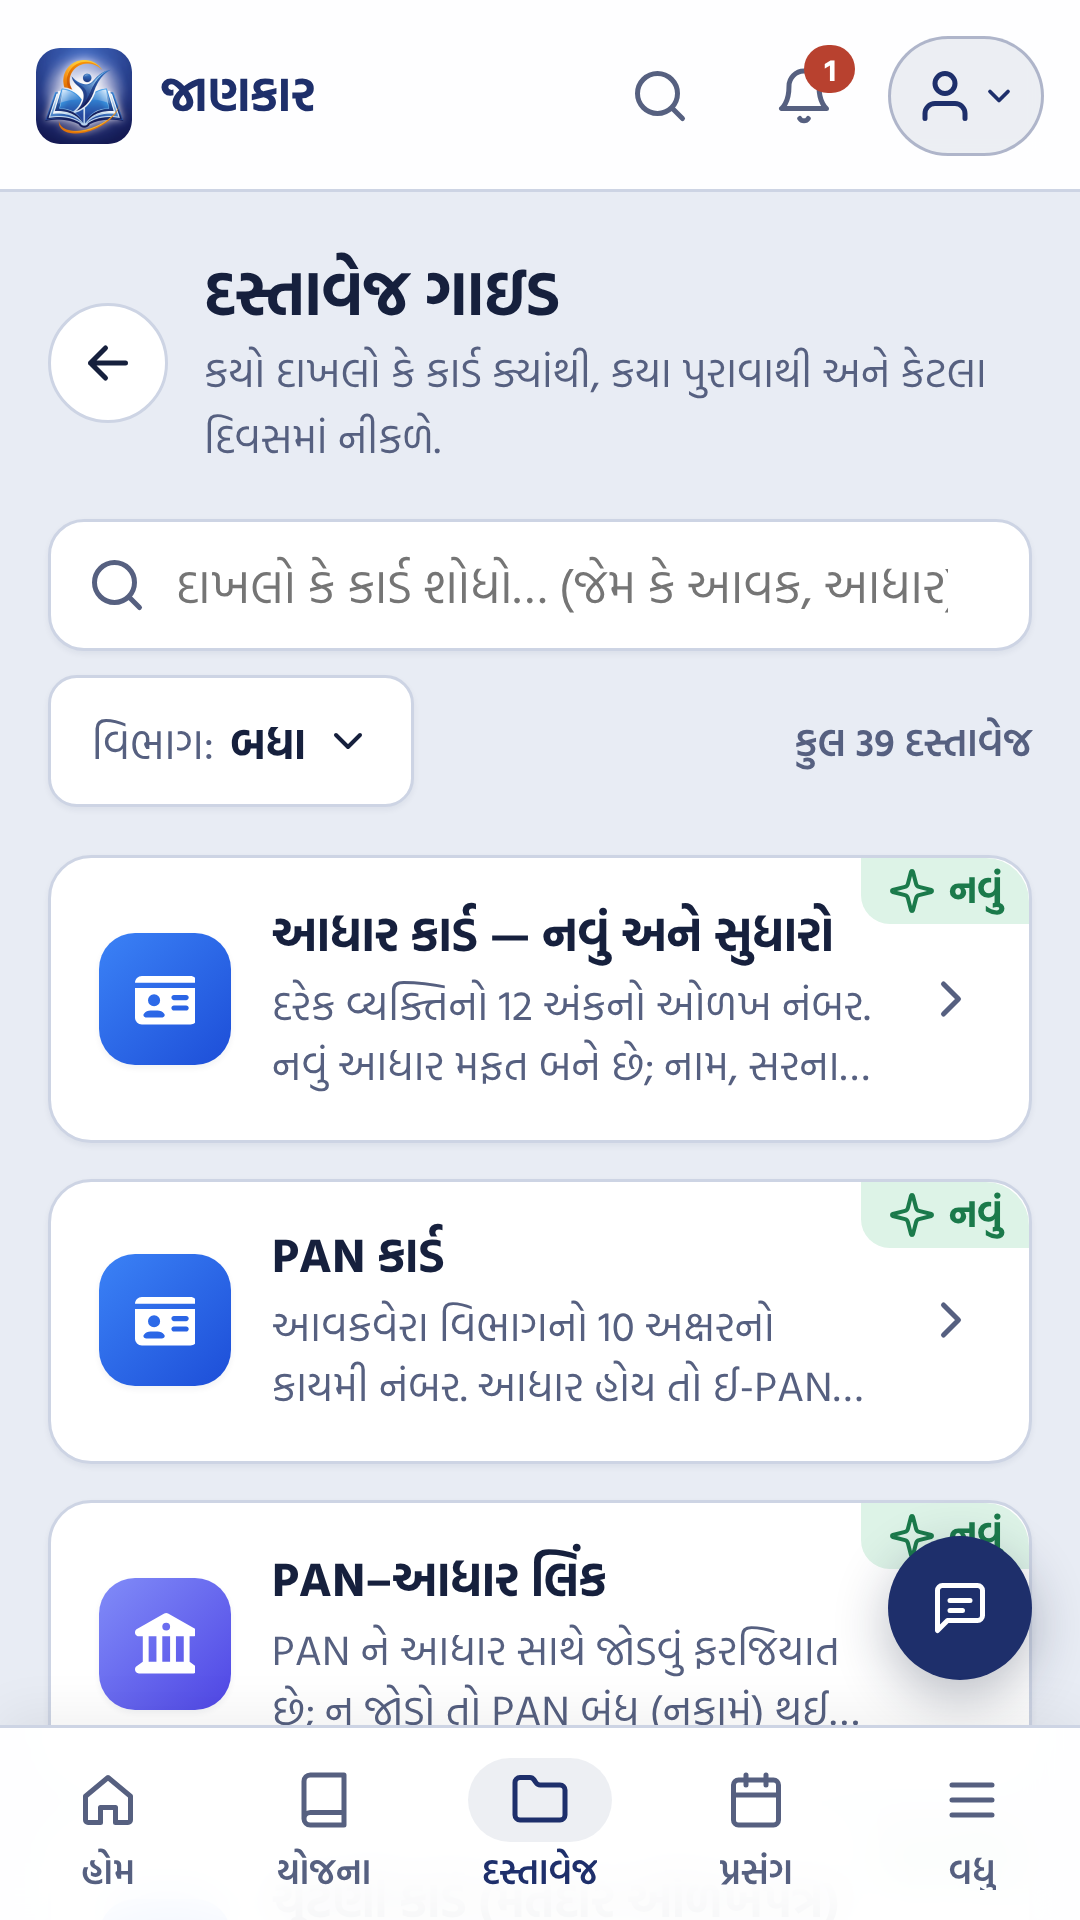 જાણકાર
1
દસ્તાવેજ ગાઇડ
કયો દાખલો કે કાર્ડ ક્યાંથી, કયા પુરાવાથી અને કેટલા
દિવસમાં નીકળે.
દાખલો કે કાર્ડ શોધો... (જેમ કે આવક, આધાર)
વિભાગ: બધા
કુલ 39 દસ્તાવેજ
નવું
આધાર કાર્ડ — નવું અને સુધારો
દરેક વ્યક્તિનો 12 અંકનો ઓળખ નંબર.
નવું આધાર મફત બને છે; નામ, સરના...
નવું
PAN કાર્ડ
આવકવેરા વિભાગનો 10 અક્ષરનો
કાયમી નંબર. આધાર હોય તો ઈ-PAN...
નવું
PAN–આધાર લિંક
PAN ને આધાર સાથે જોડવું ફરજિયાત
છે; ન જોડો તો PAN બંધ (નકામું) થઈ...
હોમ
યોજના
દસ્તાવેજ
પ્રસંગ
વધુ